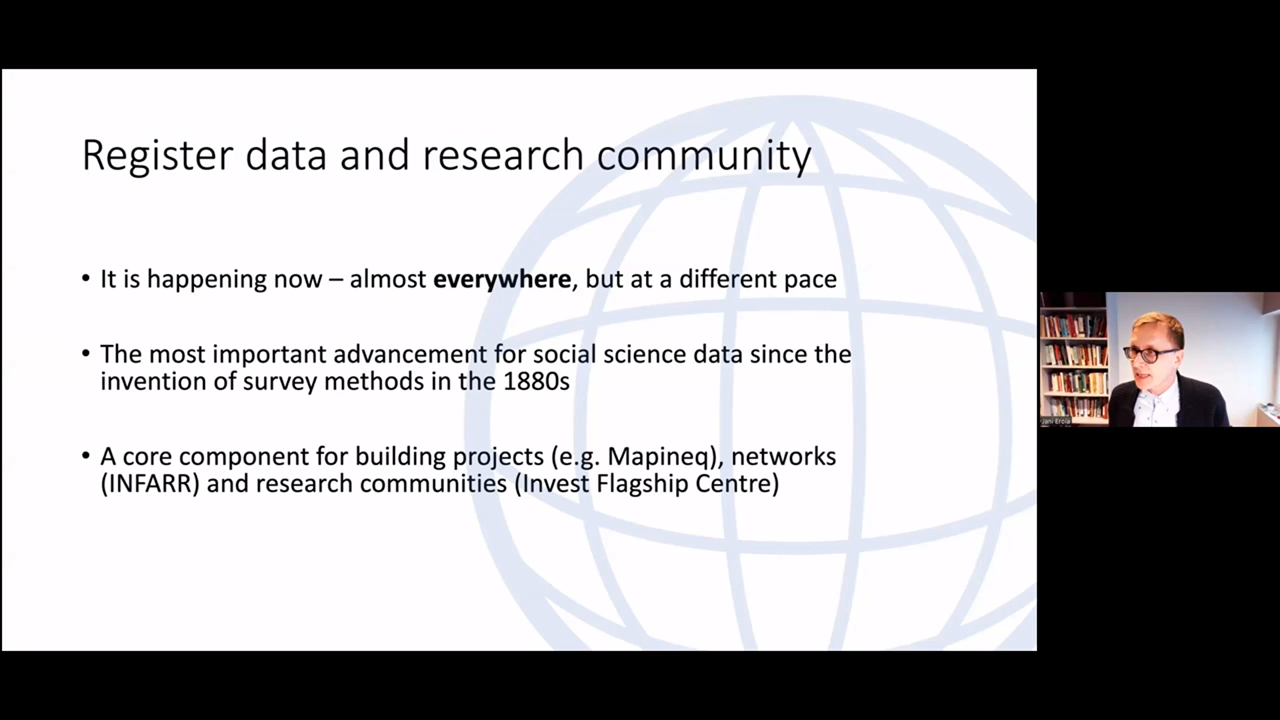 Register data and research community
• It is happening now – almost everywhere, but at a different pace
• The most important advancement for social science data since the
invention of survey methods in the 1880s
• A core component for building projects (e.g. Mapineq), networks
(INFARR) and research communities (Invest Flagship Centre)
Jani Erola